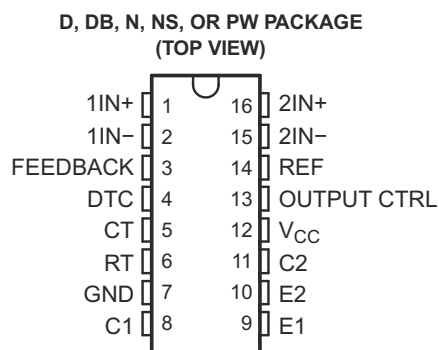 D, DB, N, NS, OR PW PACKAGE
(TOP VIEW)
1IN+ 1 16 2IN+
1IN− 2 15 2IN−
FEEDBACK 3 14 REF
DTC 4 13 OUTPUT CTRL
CT 5 12 VCC
RT 6 11 C2
GND 7 10 E2
C1 8 9 E1